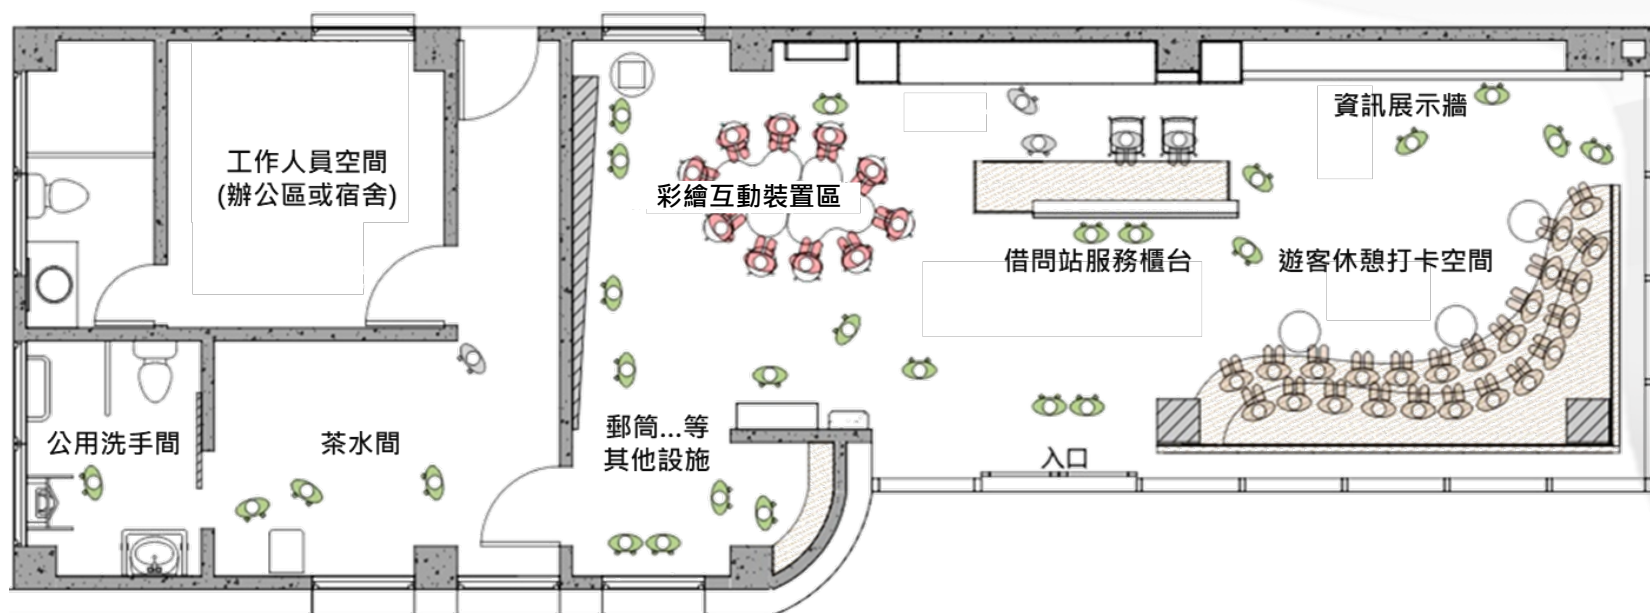 資訊展示牆
工作人員空間
(辦公區或宿舍)
彩繪互動裝置區
借問站服務櫃台
遊客休憩打卡空間
公用洗手間
茶水間
郵筒...等
其他設施
入口